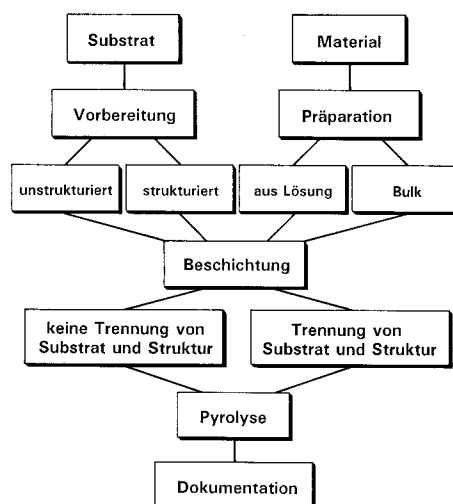 Substrat
Material
Vorbereitung
Präparation
unstrukturiert
strukturiert
aus Lösung
Bulk
Beschichtung
keine Trennung von
Substrat und Struktur
Trennung von
Substrat und Struktur
Pyrolyse
Dokumentation